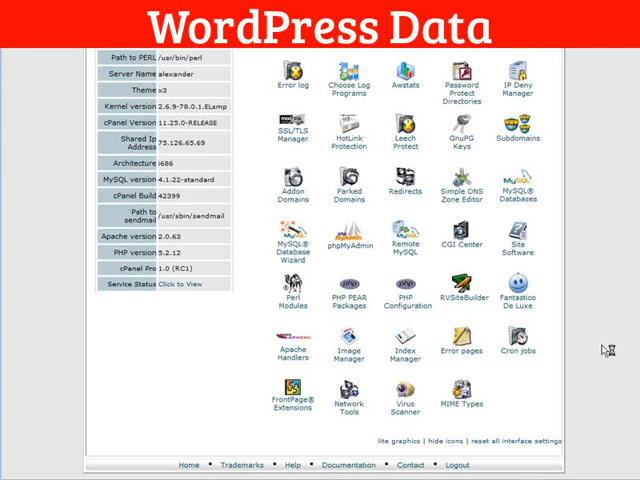 WordPress Data
Path to PERL /usr/bin/perl
Server Name alexander
Theme x3
Kernel version 2.6.9-78.0.1.ELsmp
cPanel Version 11.25.0-RELEASE
Shared Ip
Address 75.126.65.69
Architecture i686
MySQL version 4.1.22-standard
cPanel Build 42399
Path to
sendmail /usr/sbin/sendmail
Apache version 2.0.63
PHP version 5.2.12
cPanel Pro 1.0 (RC1)
Service Status Click to View
Error log
Choose Log
Programs
Awstats
Password
Protect
Directories
IP Deny
Manager
SSL/TLS
Manager
HotLink
Protection
Leech
Protect
GnuPG
Keys
Subdomains
Addon
Domains
Parked
Domains
Redirects
Simple DNS
Zone Editor
MySQL
MySQL®
Databases
MySQL
MySQL®
Database
Wizard
phpMyAdmin
MySQL
Remote
MySQL
CGI Center
Site
Software
Perl
Modules
php
PHP PEAR
Packages
php
PHP
Configuration
RVSiteBuilder
Fantastico
De Luxe
APACHE
Apache
Handlers
Image
Manager
Index
Manager
Error pages
Cron jobs
FrontPage®
Extensions
Network
Tools
Virus
Scanner
MIME Types
lite graphics | hide icons | reset all interface settings
Home ▪ Trademarks ▪ Help ▪ Documentation ▪ Contact ▪ Logout